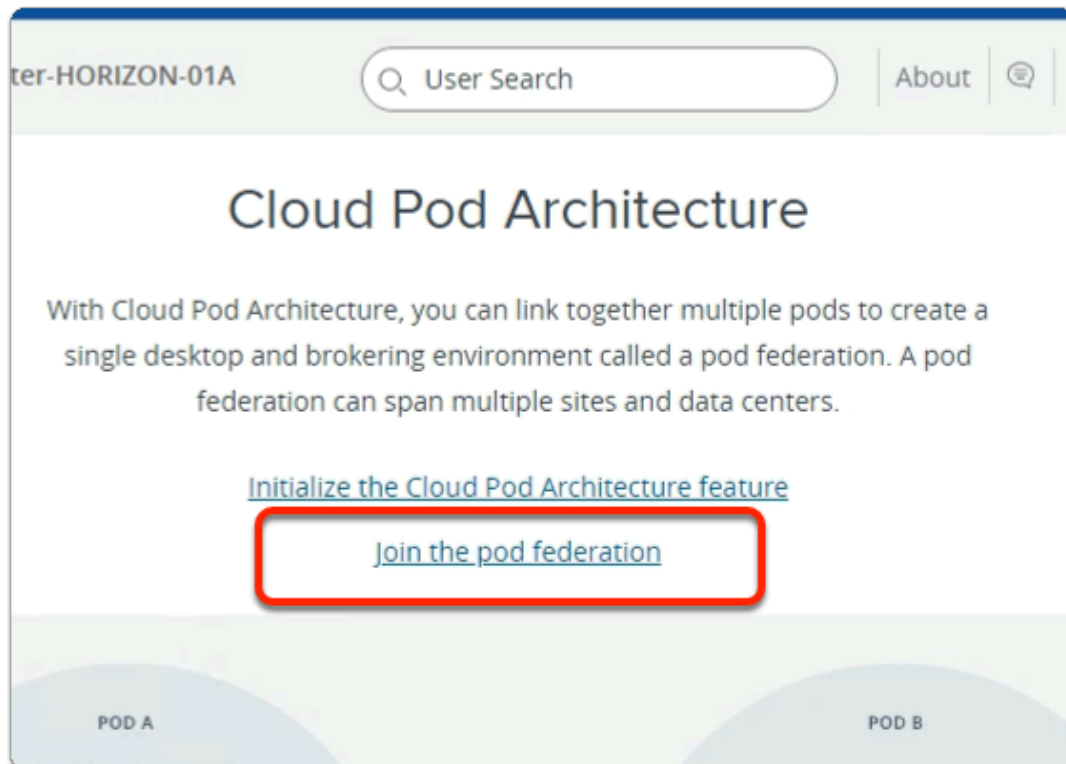 ter-HORIZON-01A
User Search
About
Cloud Pod Architecture
With Cloud Pod Architecture, you can link together multiple pods to create a
single desktop and brokering environment called a pod federation. A pod
federation can span multiple sites and data centers.
Initialize the Cloud Pod Architecture feature
Join the pod federation
POD A
POD B